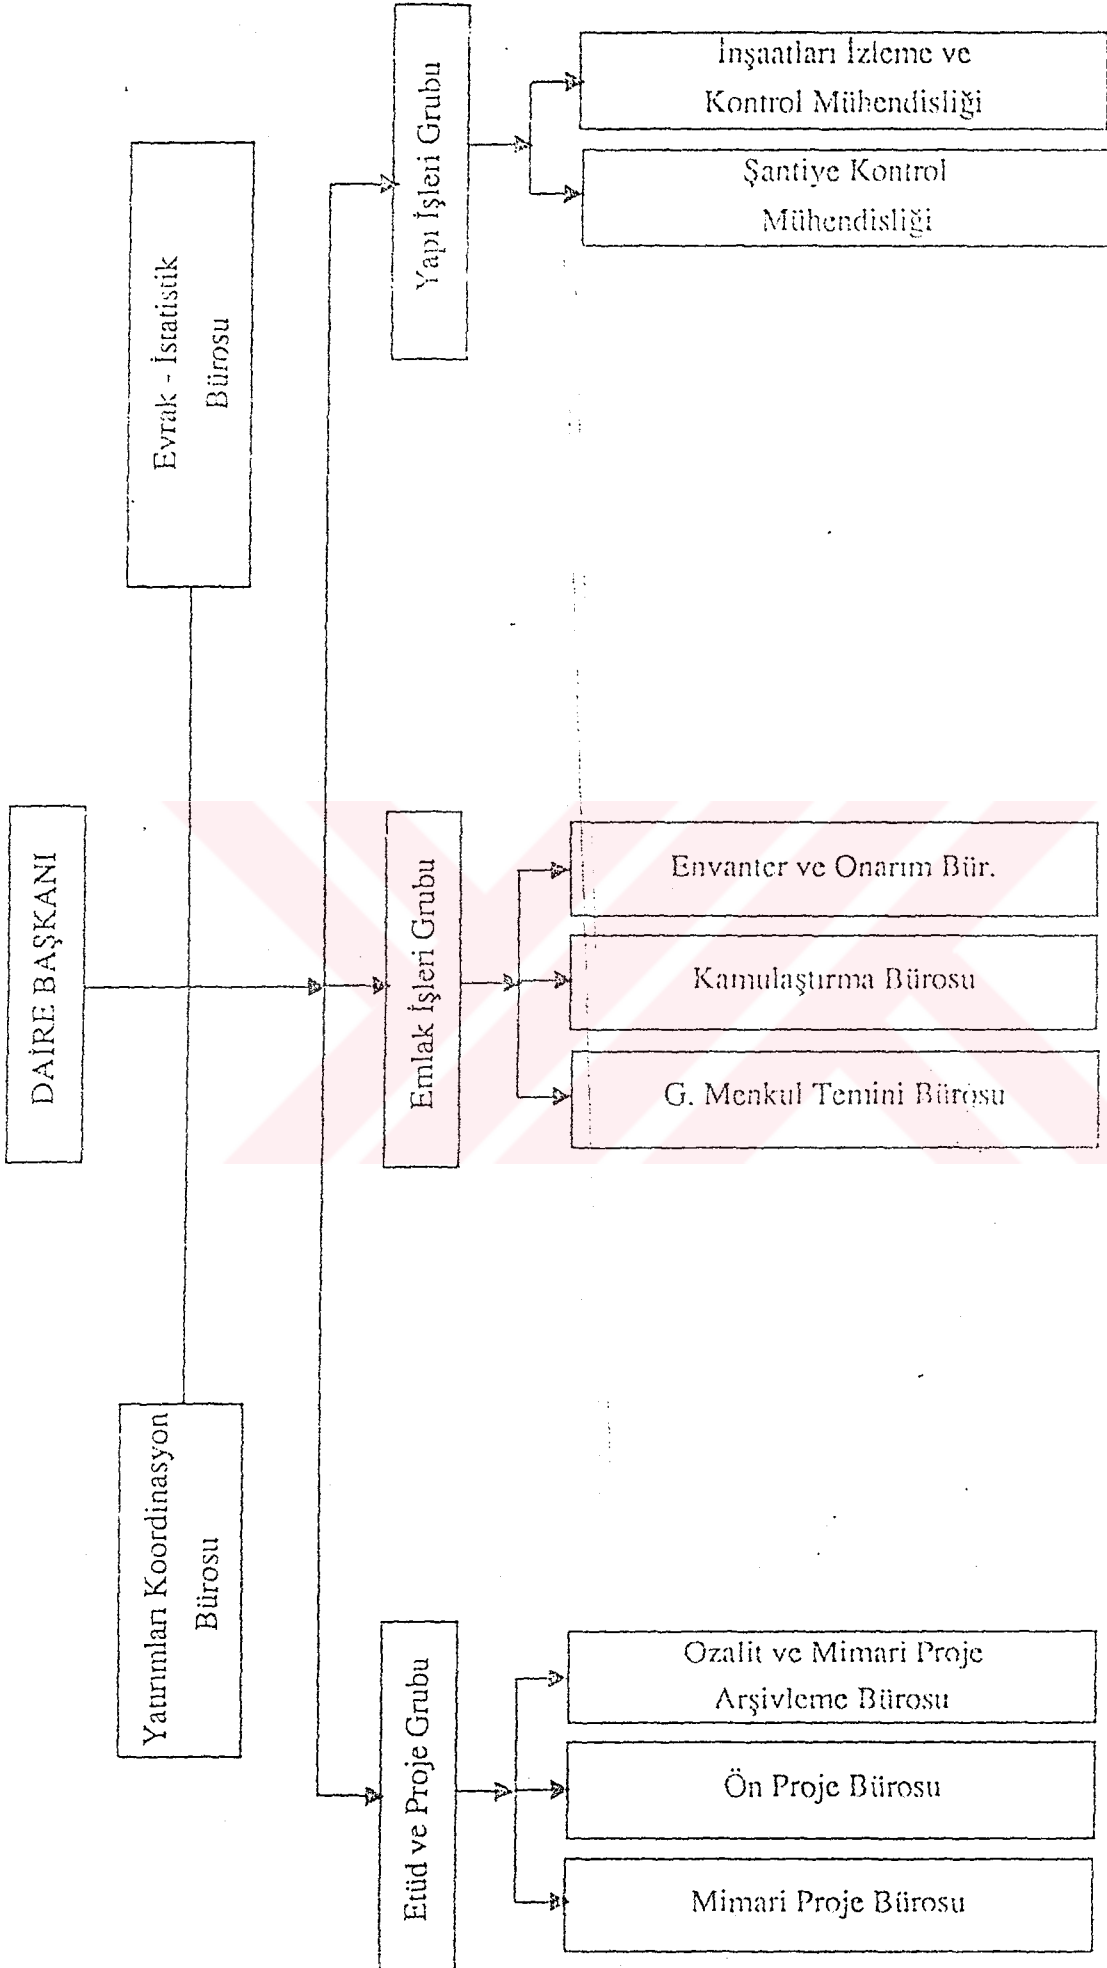 DAİRE BAŞKANI
Yatırımları Koordinasyon
Bürosu
Evrak - İstatistik
Bürosu
Etüd ve Proje Grubu
Emlak İşleri Grubu
Yapı İşleri Grubu
Mimari Proje Bürosu
Ön Proje Bürosu
Ozalit ve Mimari Proje
Arşivleme Bürosu
G. Menkul Temini Bürosu
Kamulaştırma Bürosu
Envanter ve Onarım Bür.
Şantiye Kontrol
Mühendisliği
İnşaatları İzleme ve
Kontrol Mühendisliği